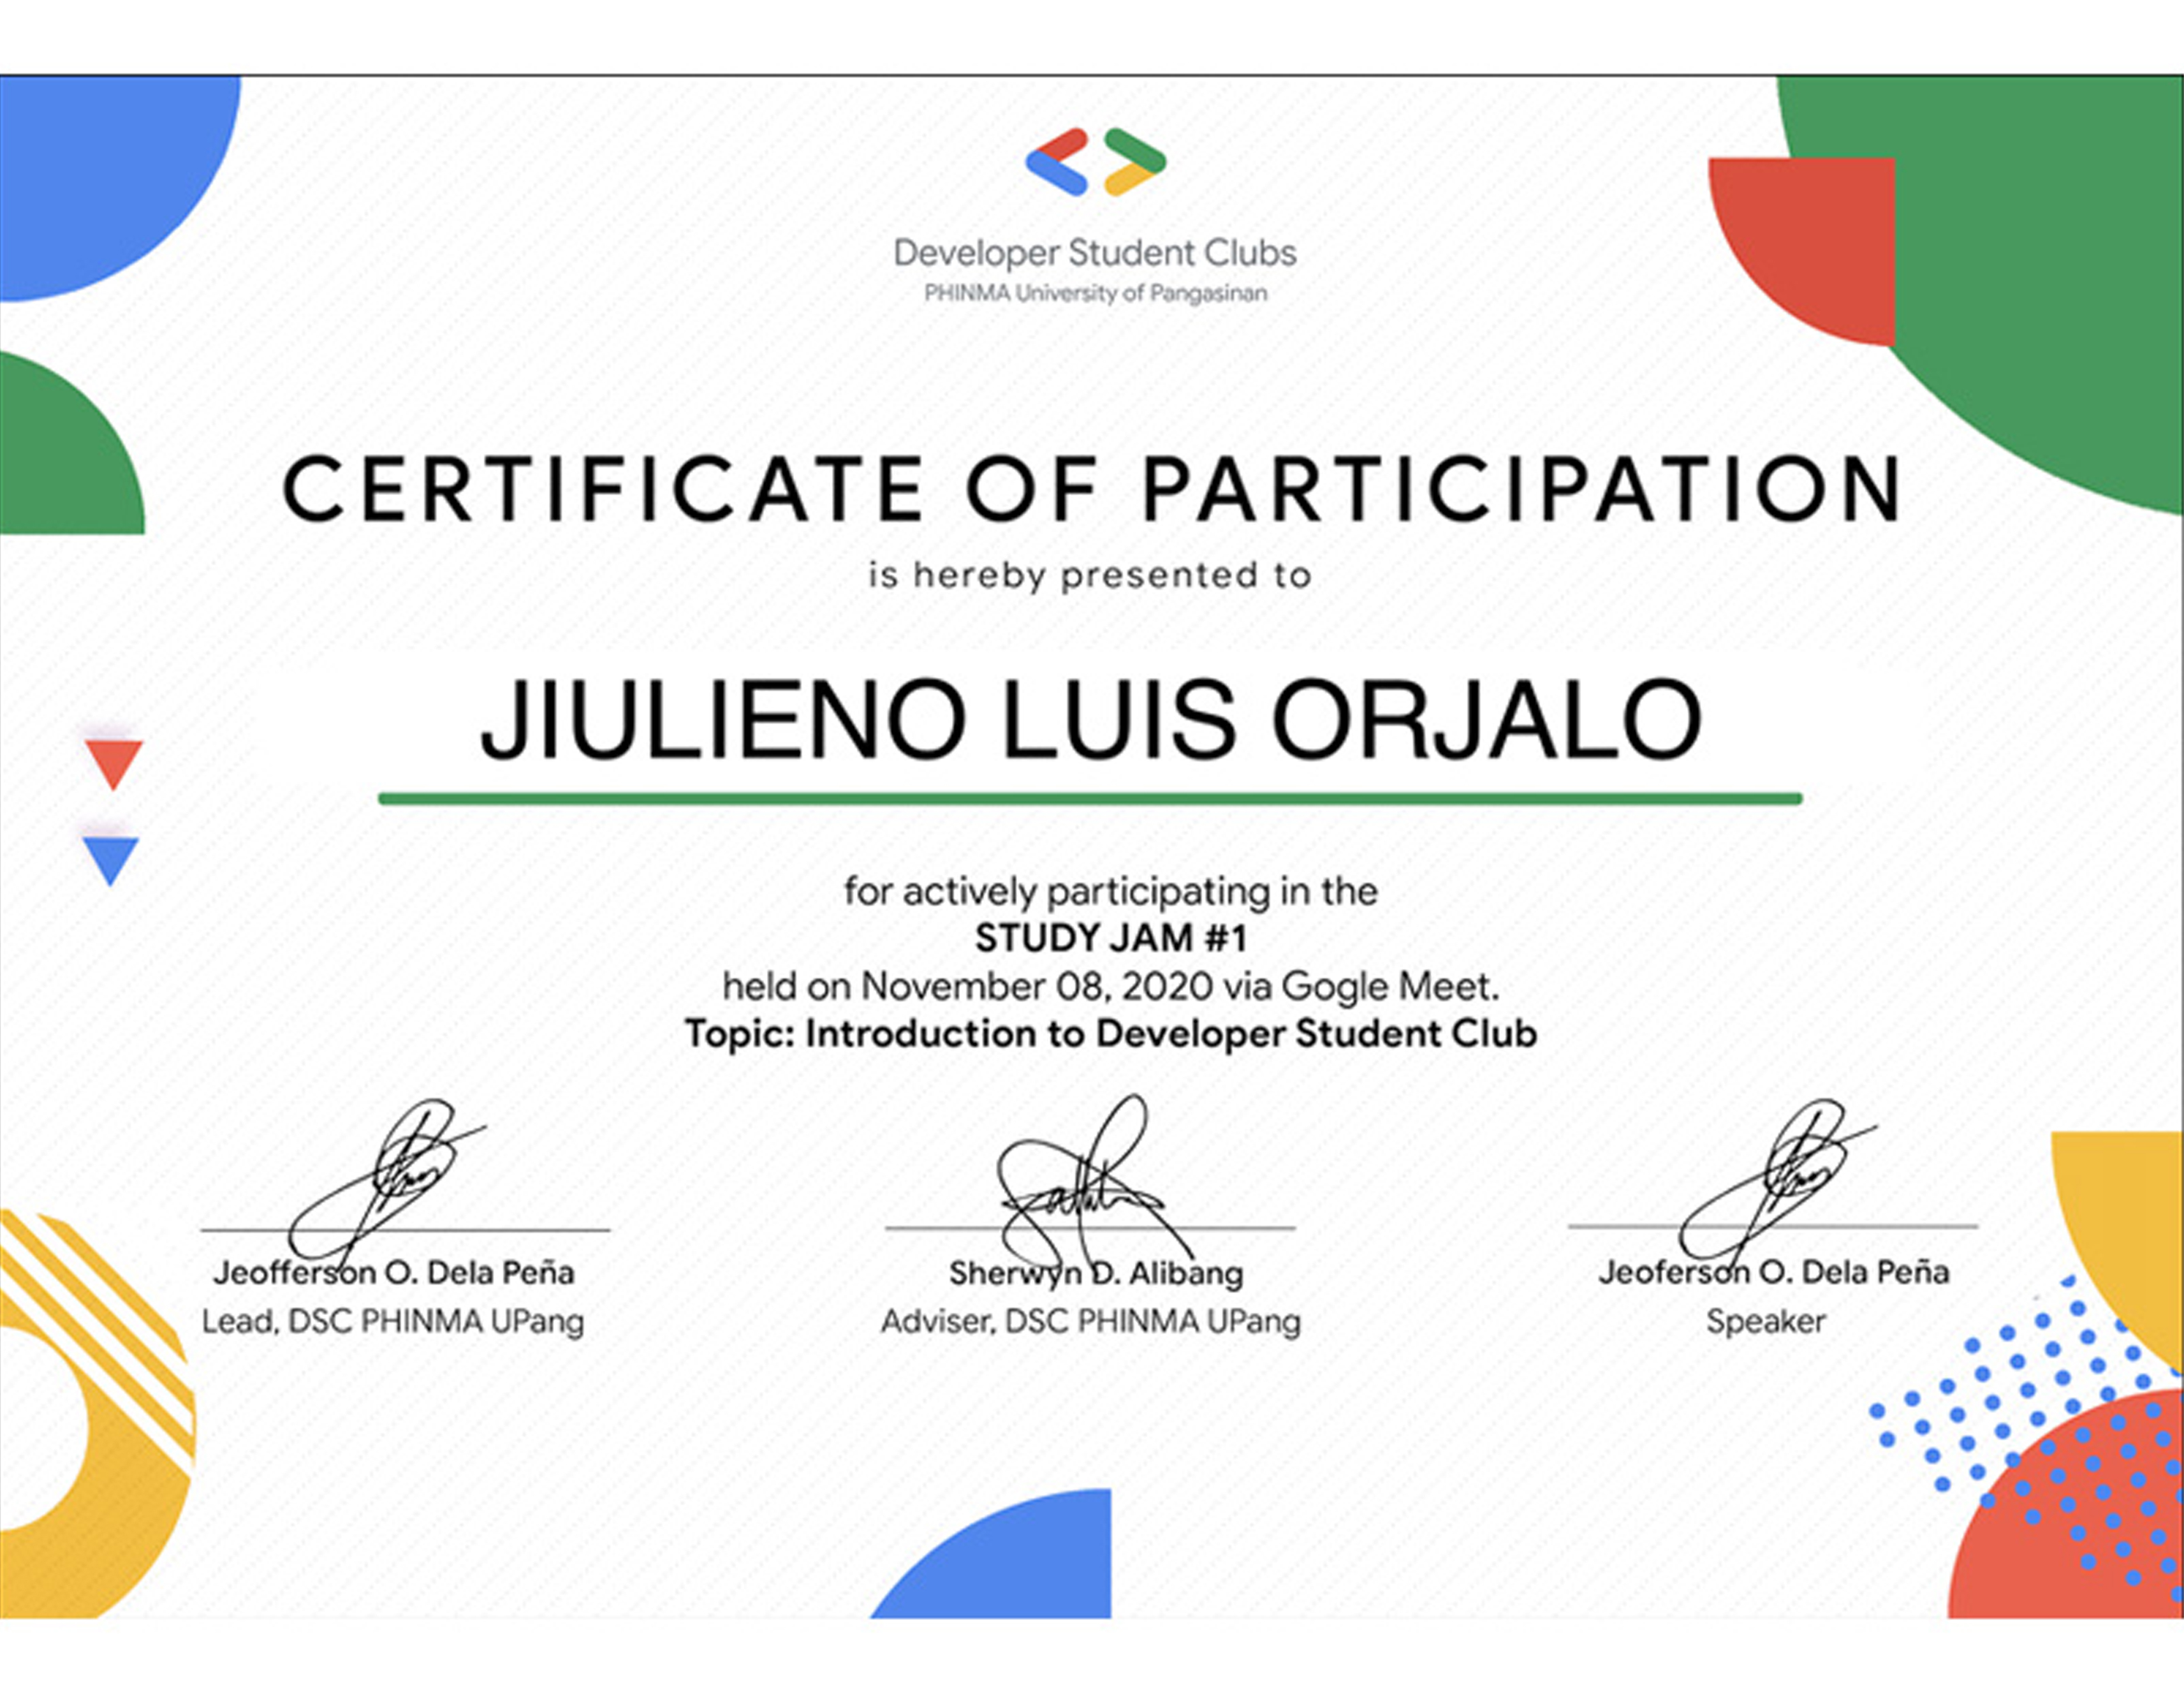 Developer Student Clubs
PHINMA University of Pangasinan
CERTIFICATE OF PARTICIPATION
is hereby presented to
JIULIENO LUIS ORJALO
for actively participating in the
STUDY JAM #1
held on November 08, 2020 via Gogle Meet.
Topic: Introduction to Developer Student Club
Jeofferson O. Dela Peña
Lead, DSC PHINMA UPang
Sherwyn D. Alibang
Adviser, DSC PHINMA UPang
Jeoferson O. Dela Peña
Speaker